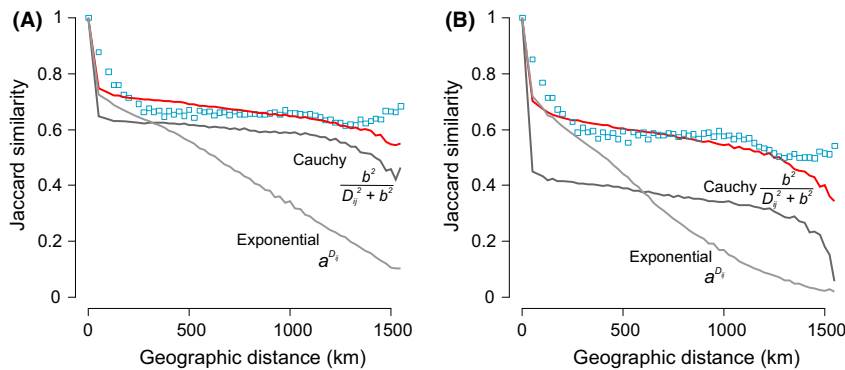 (A)
Jaccard similarity
1
0.8
0.6
0.4
0.2
0
Cauchy
b²
D_ij² + b²
Exponential
a^D_ij
0 500 1000 1500
Geographic distance (km)
(B)
Jaccard similarity
1
0.8
0.6
0.4
0.2
0
Cauchy b²
D_ij² + b²
Exponential
a^D_ij
0 500 1000 1500
Geographic distance (km)